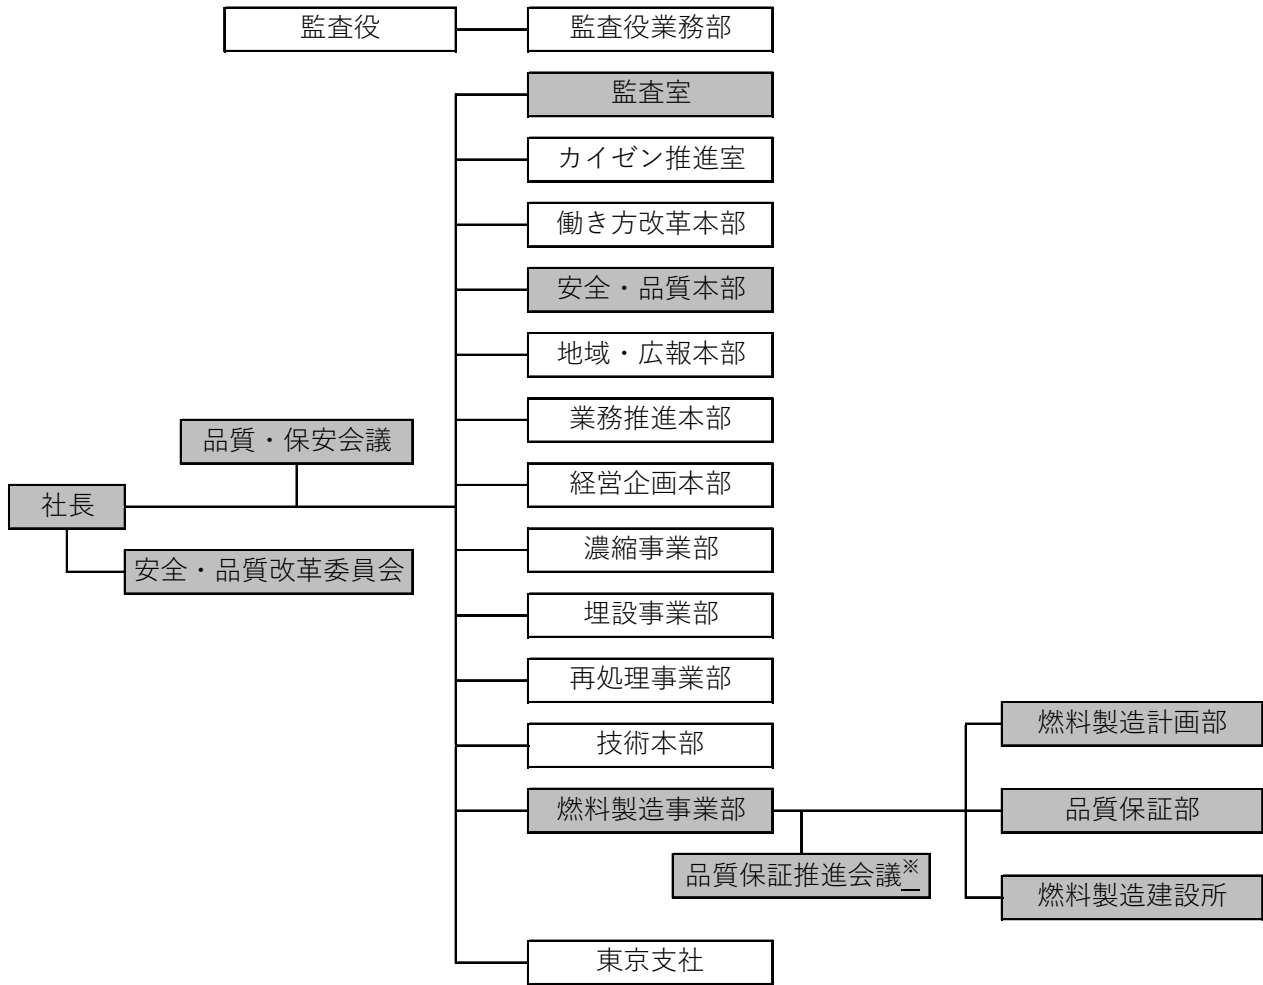 監査役
監査役業務部
監査室
カイゼン推進室
働き方改革本部
安全・品質本部
地域・広報本部
業務推進本部
品質・保安会議
経営企画本部
社長
濃縮事業部
安全・品質改革委員会
埋設事業部
再処理事業部
燃料製造計画部
技術本部
燃料製造事業部
品質保証部
品質保証推進会議※
燃料製造建設所
東京支社